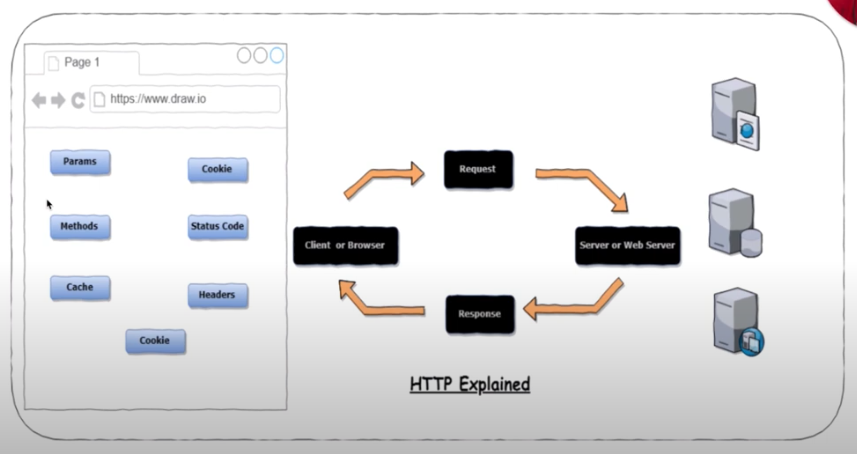 Page 1
https://www.draw.io
Params
Cookie
Methods
Status Code
Cache
Headers
Cookie
Request
Client or Browser
Server or Web Server
Response
HTTP Explained